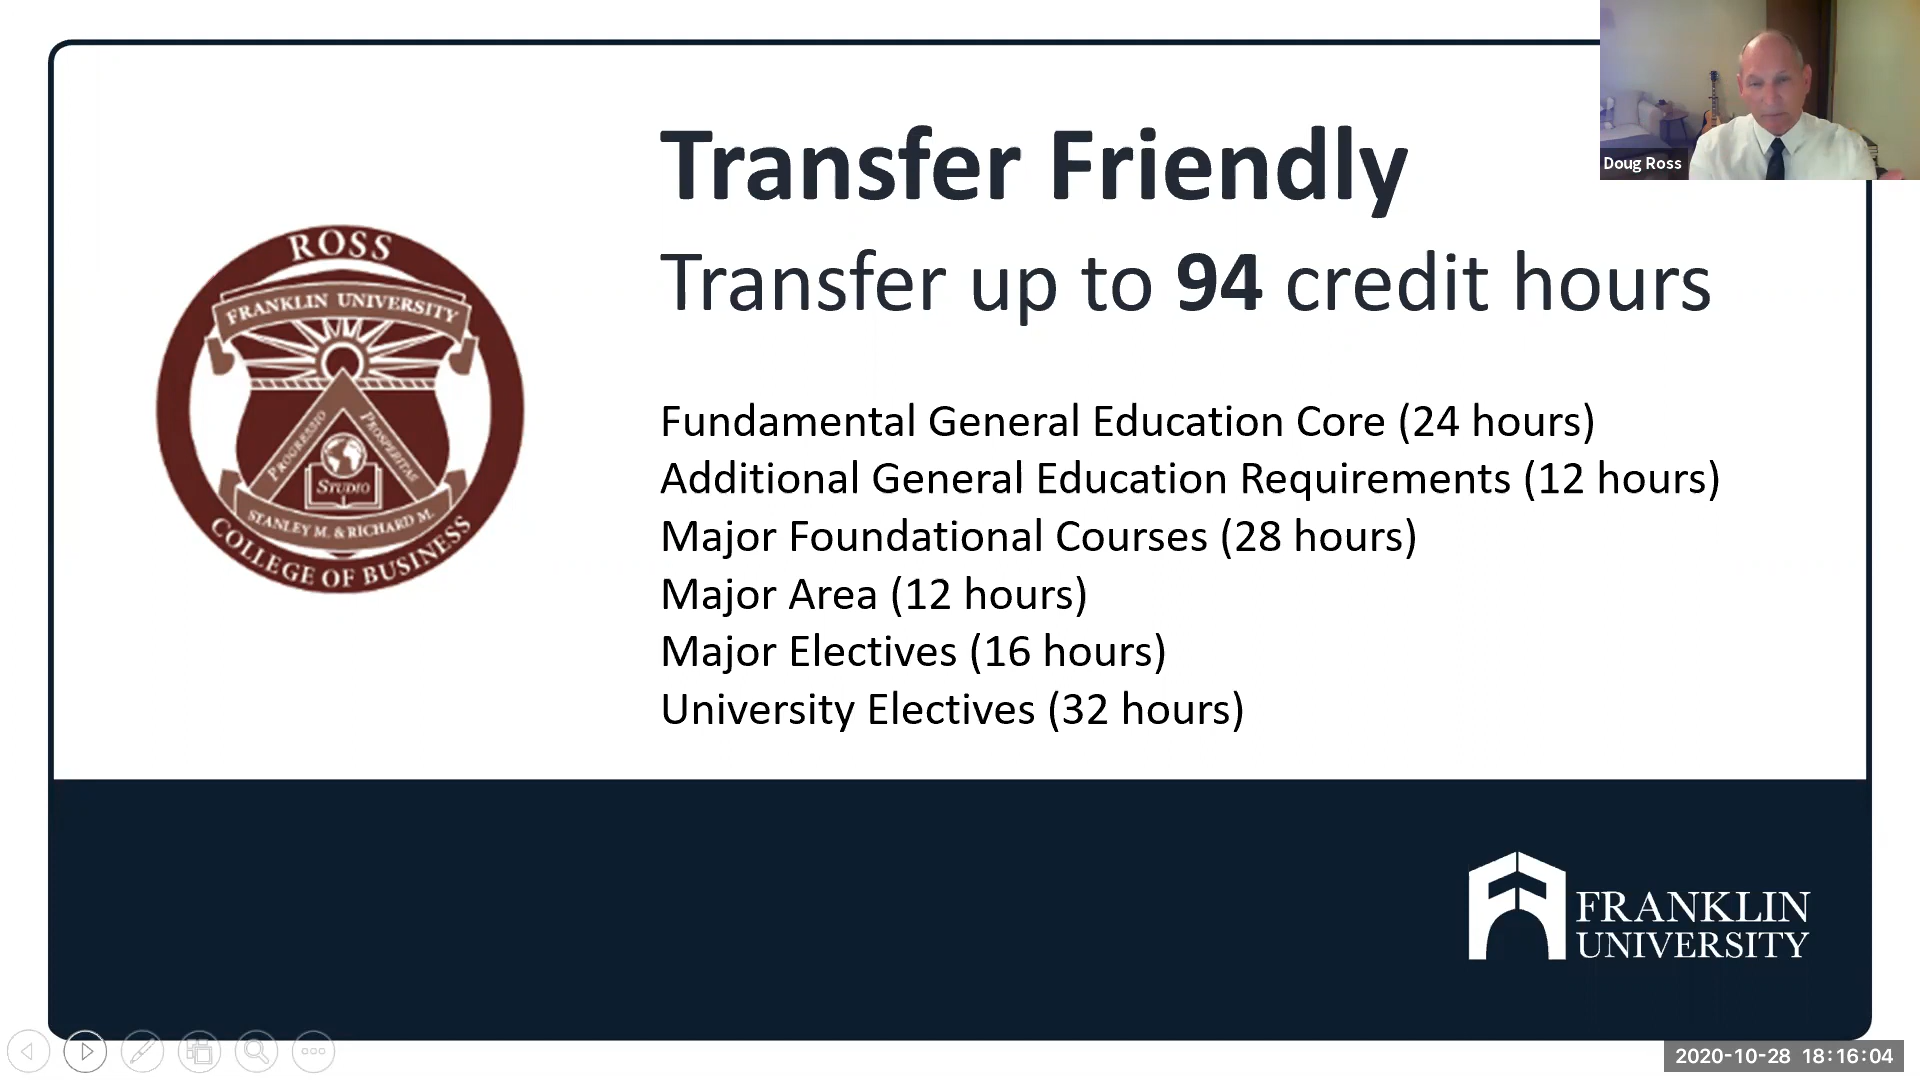 Transfer Friendly
Transfer up to 94 credit hours
Doug Ross
ROSS
FRANKLIN UNIVERSITY
PROGRESSIO
PROSPERITAE
STUDIO
STANLEY M. & RICHARD M.
COLLEGE OF BUSINESS
Fundamental General Education Core (24 hours)
Additional General Education Requirements (12 hours)
Major Foundational Courses (28 hours)
Major Area (12 hours)
Major Electives (16 hours)
University Electives (32 hours)
FRANKLIN
UNIVERSITY
2020-10-28 18:16:04